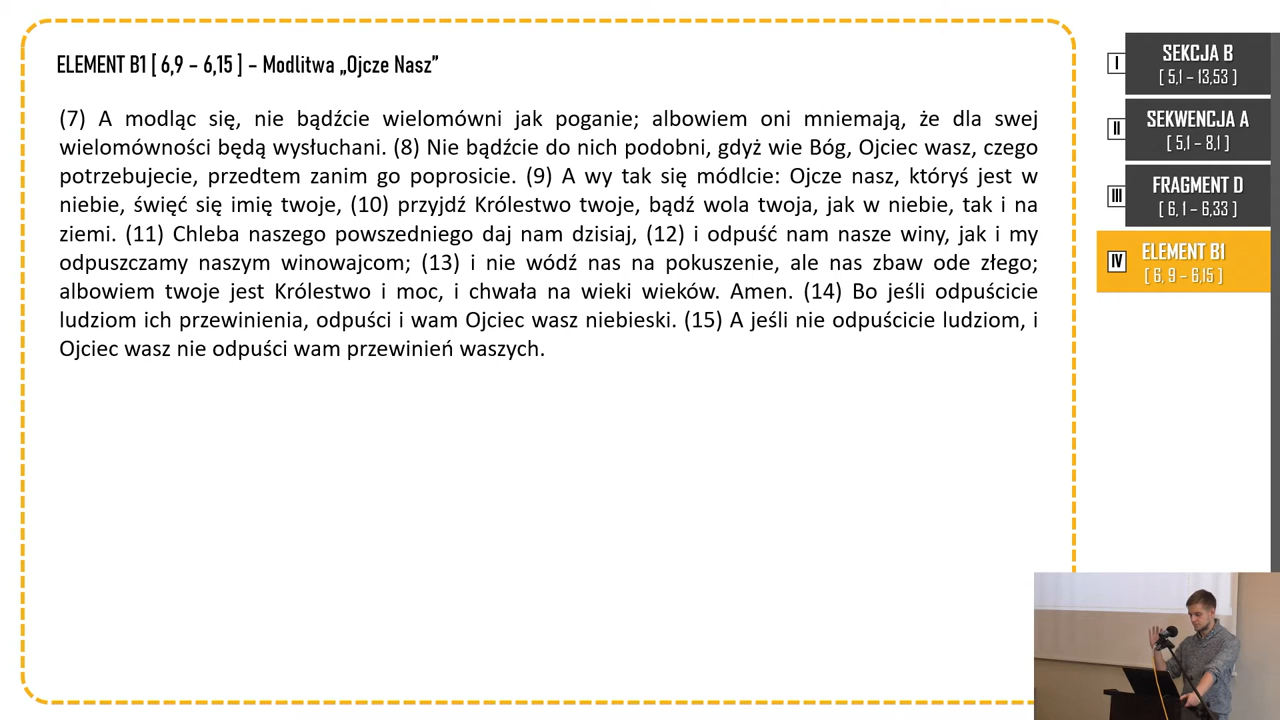 ELEMENT B1 [ 6,9 – 6,15 ] – Modlitwa „Ojcze Nasz”
(7) A modląc się, nie bądźcie wielomówni jak poganie; albowiem oni mniemają, że dla swej
wielomówności będą wysłuchani. (8) Nie bądźcie do nich podobni, gdyż wie Bóg, Ojciec wasz, czego
potrzebujecie, przedtem zanim go poprosicie. (9) A wy tak się módlcie: Ojcze nasz, któryś jest w
niebie, święć się imię twoje, (10) przyjdź Królestwo twoje, bądź wola twoja, jak w niebie, tak i na
ziemi. (11) Chleba naszego powszedniego daj nam dzisiaj, (12) i odpuść nam nasze winy, jak i my
odpuszczamy naszym winowajcom; (13) i nie wódź nas na pokuszenie, ale nas zbaw ode złego;
albowiem twoje jest Królestwo i moc, i chwała na wieki wieków. Amen. (14) Bo jeśli odpuścicie
ludziom ich przewinienia, odpuści i wam Ojciec wasz niebieski. (15) A jeśli nie odpuścicie ludziom, i
Ojciec wasz nie odpuści wam przewinień waszych.
I
SEKCJA B
[ 5,1 – 13,53 ]
II
SEKWENCJA A
[ 5,1 – 8,1 ]
III
FRAGMENT D
[ 6, 1 – 6,33 ]
IV
ELEMENT B1
[ 6, 9 – 6,15 ]